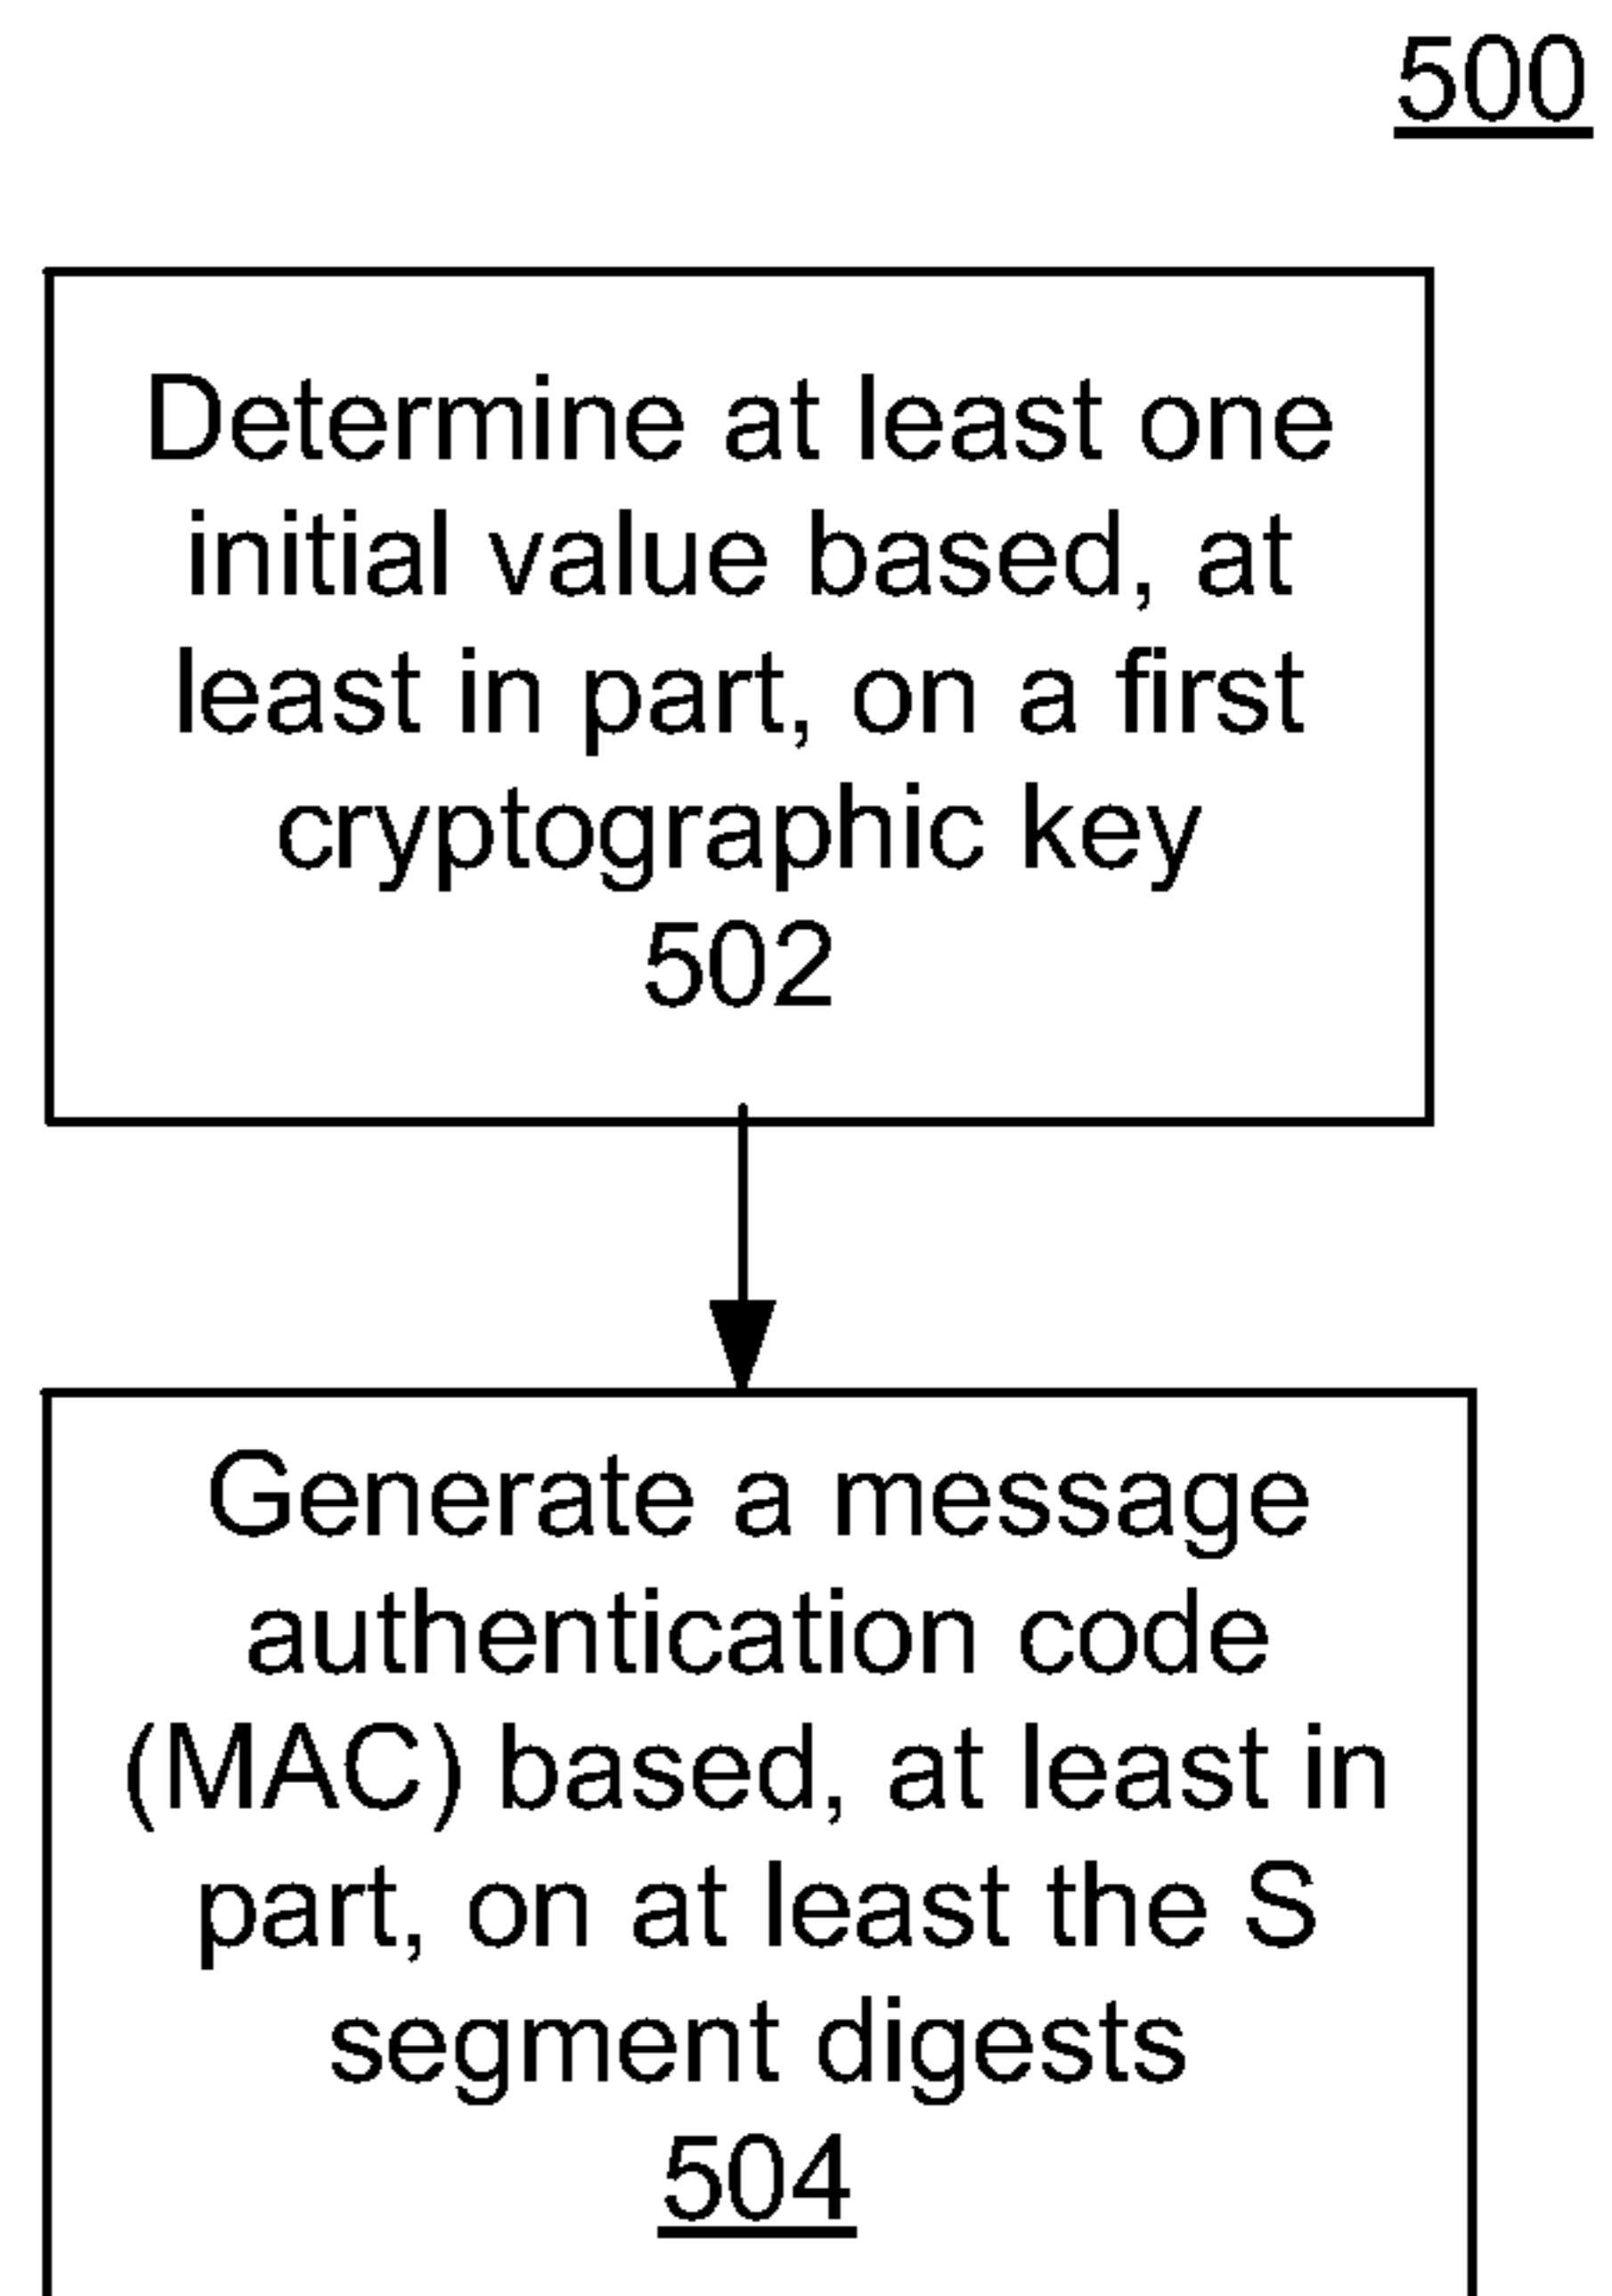 500
Determine at least one
initial value based, at
least in part, on a first
cryptographic key
502
Generate a message
authentication code
(MAC) based, at least in
part, on at least the S
segment digests
504